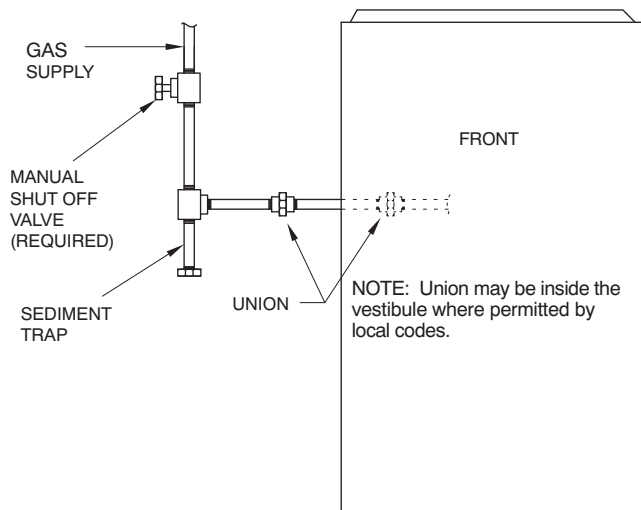 GAS
SUPPLY
FRONT
MANUAL
SHUT OFF
VALVE
(REQUIRED)
SEDIMENT
TRAP
UNION
NOTE: Union may be inside the
vestibule where permitted by
local codes.